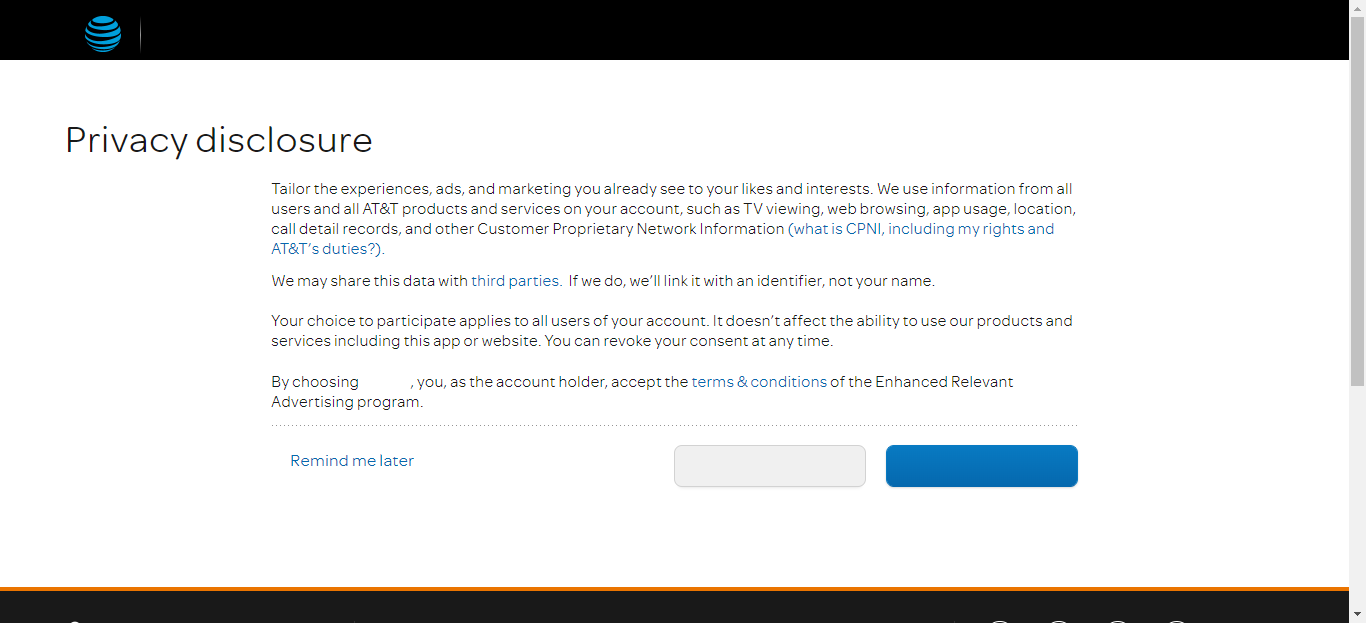 Privacy disclosure
Tailor the experiences, ads, and marketing you already see to your likes and interests. We use information from all
users and all AT&T products and services on your account, such as TV viewing, web browsing, app usage, location,
call detail records, and other Customer Proprietary Network Information (what is CPNI, including my rights and
AT&T's duties?).
We may share this data with third parties. If we do, we'll link it with an identifier, not your name.
Your choice to participate applies to all users of your account. It doesn't affect the ability to use our products and
services including this app or website. You can revoke your consent at any time.
By choosing , you, as the account holder, accept the terms & conditions of the Enhanced Relevant
Advertising program.
Remind me later